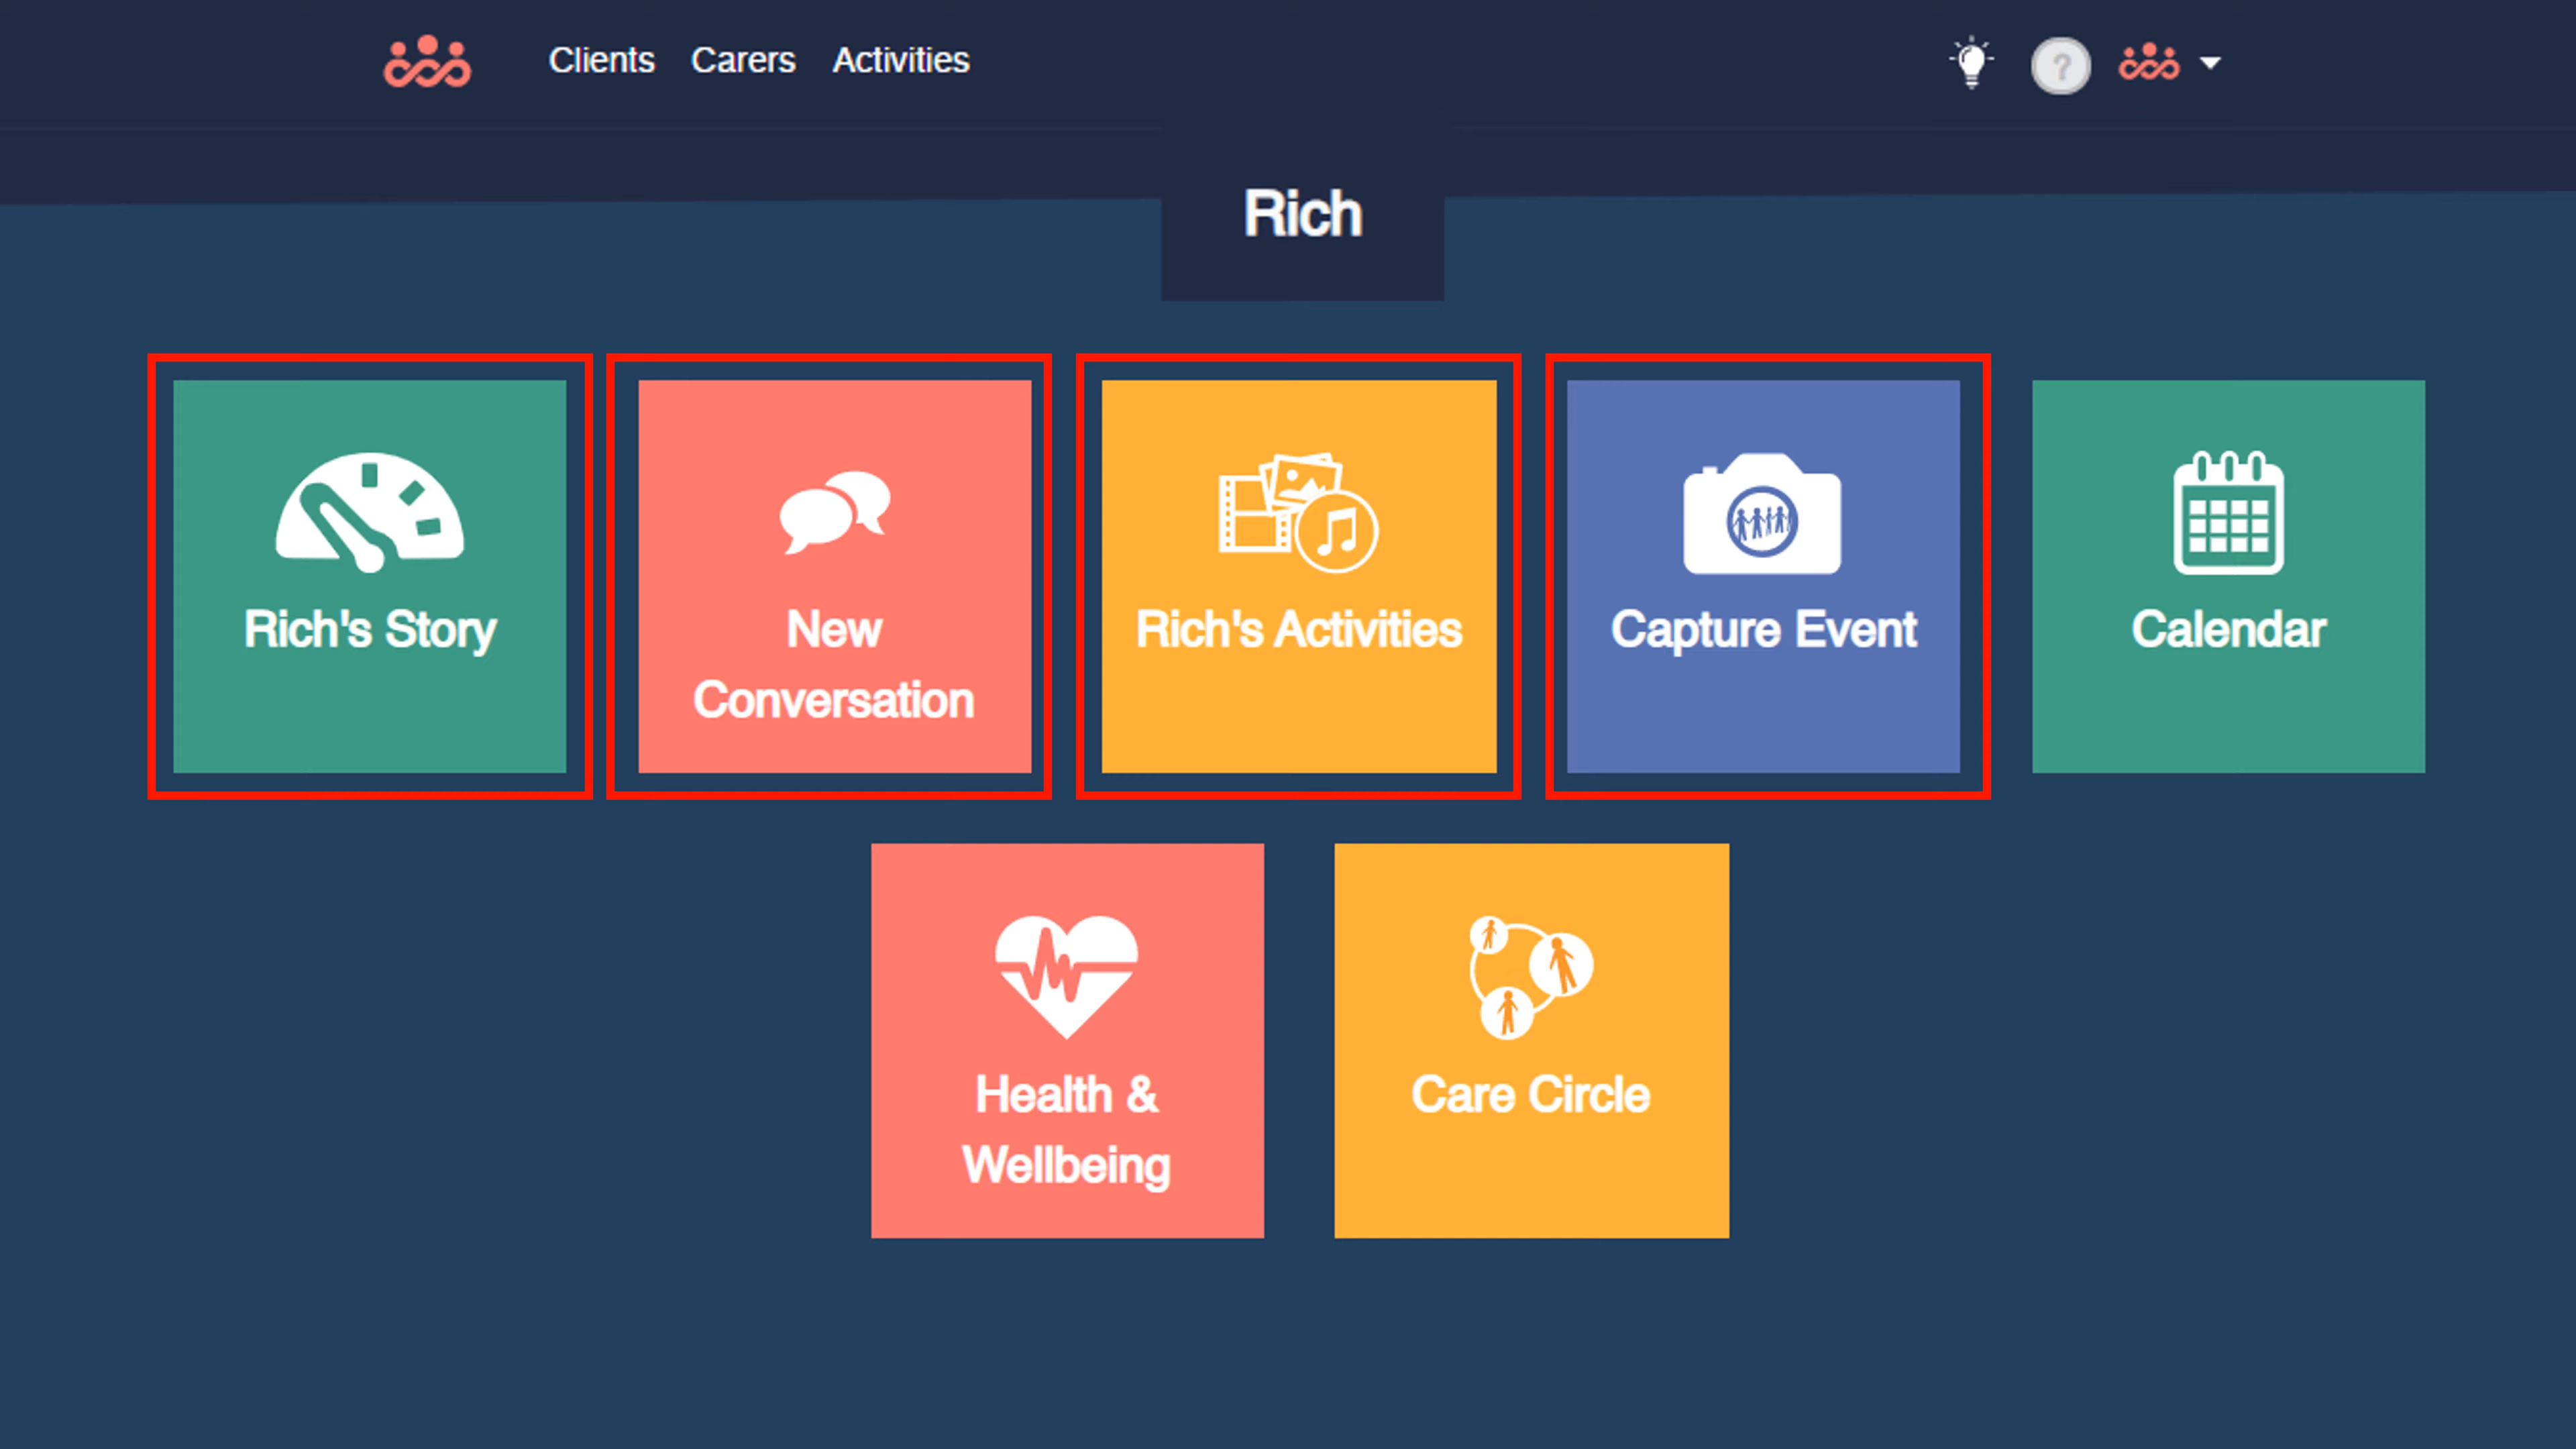 Clients Carers Activities
?
Rich
Rich's Story
New
Conversation
Rich's Activities
Capture Event
Calendar
Health &
Wellbeing
Care Circle